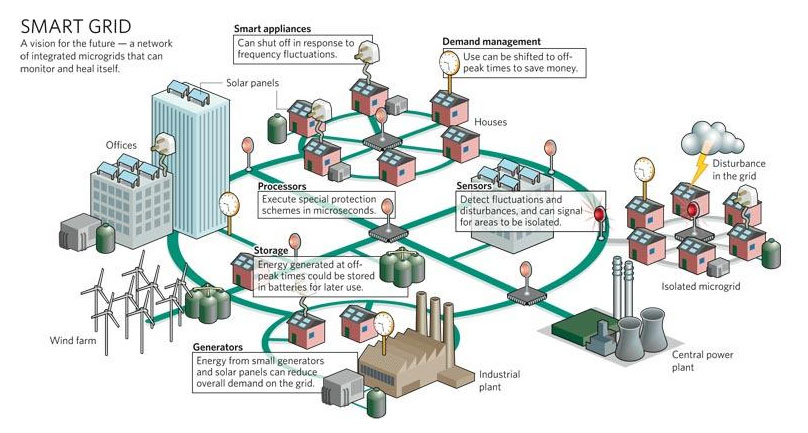 SMART GRID
A vision for the future — a network
of integrated microgrids that can
monitor and heal itself.
Smart appliances
Can shut off in response to
frequency fluctuations.
Demand management
Use can be shifted to off-
peak times to save money.
Solar panels
Houses
Offices
Disturbance
in the grid
Processors
Execute special protection
schemes in microseconds.
Sensors
Detect fluctuations and
disturbances, and can signal
for areas to be isolated.
Storage
Energy generated at off-
peak times could be stored
in batteries for later use.
Isolated microgrid
Wind farm
Generators
Energy from small generators
and solar panels can reduce
overall demand on the grid.
Industrial
plant
Central power
plant